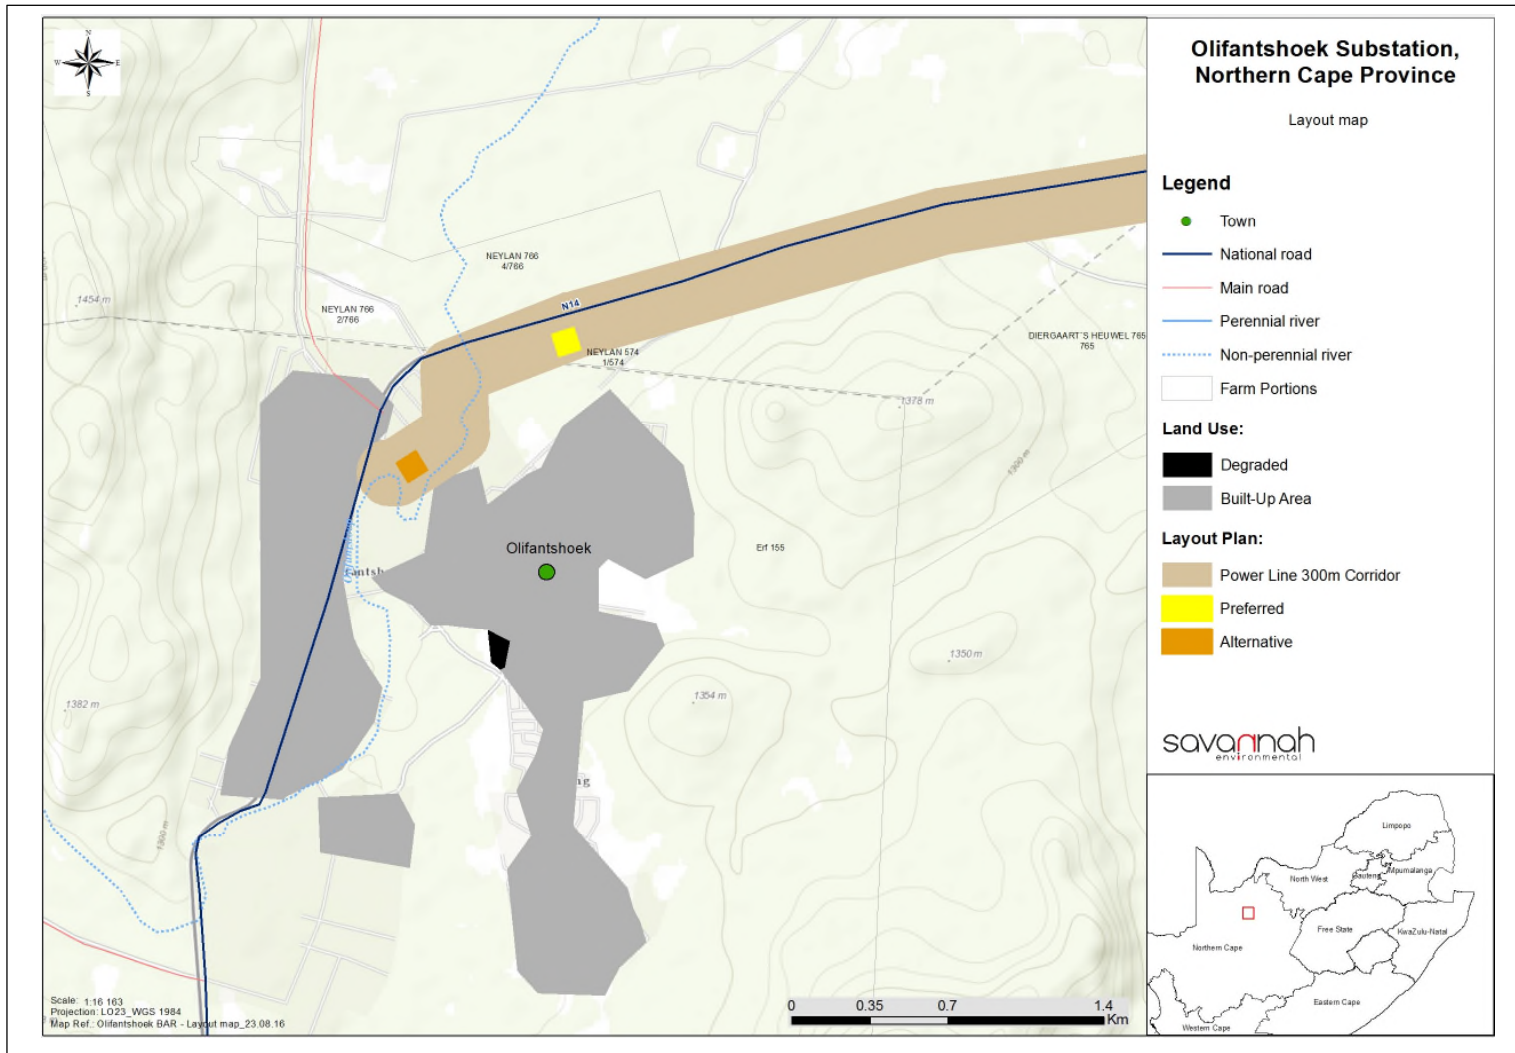 N
W
E
S
Olifantshoek Substation,
Northern Cape Province
Layout map
Legend
Town
National road
Main road
Perennial river
Non-perennial river
Farm Portions
Land Use:
Degraded
Built-Up Area
Layout Plan:
Power Line 300m Corridor
Preferred
Alternative
savannah
environmental
NEYLAN 766
4/766
1454 m
N14
NEYLAN 766
2/766
DIERGAART'S HEUWEL 765
765
NEYLAN 574
1/574
1378 m
1300 m
Olifantshoek
Erf 155
antsh
1350 m
1354 m
1382 m
ng
1300 m
Scale: 1:16 163
Projection: LO23_WGS 1984
Map Ref.: Olifantshoek BAR - Layout map_23.08.16
0 0.35 0.7 1.4
Km
Limpopo
North West
Gauteng
Mpumalanga
Free State
KwaZulu-Natal
Northern Cape
Eastern Cape
Western Cape